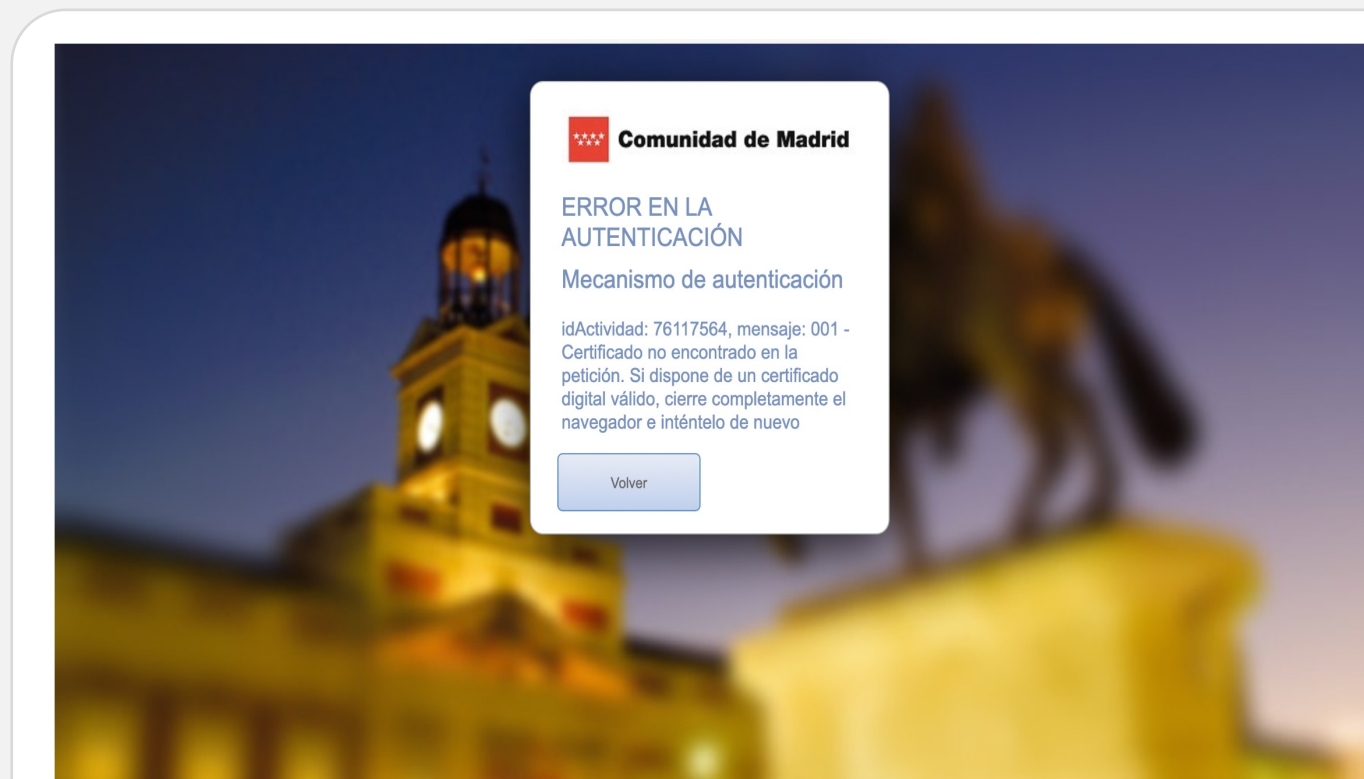 Comunidad de Madrid
ERROR EN LA
AUTENTICACIÓN
Mecanismo de autenticación
idActividad: 76117564, mensaje: 001 -
Certificado no encontrado en la
petición. Si dispone de un certificado
digital válido, cierre completamente el
navegador e inténtelo de nuevo
Volver